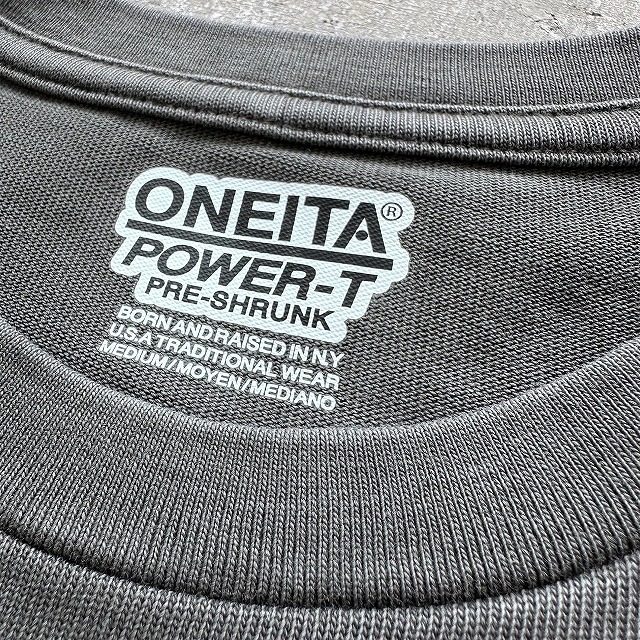 ONEITA®
POWER-T
PRE-SHRUNK
BORN AND RAISED IN N.Y
U.S.A TRADITIONAL WEAR
MEDIUM/MOYEN/MEDIANO